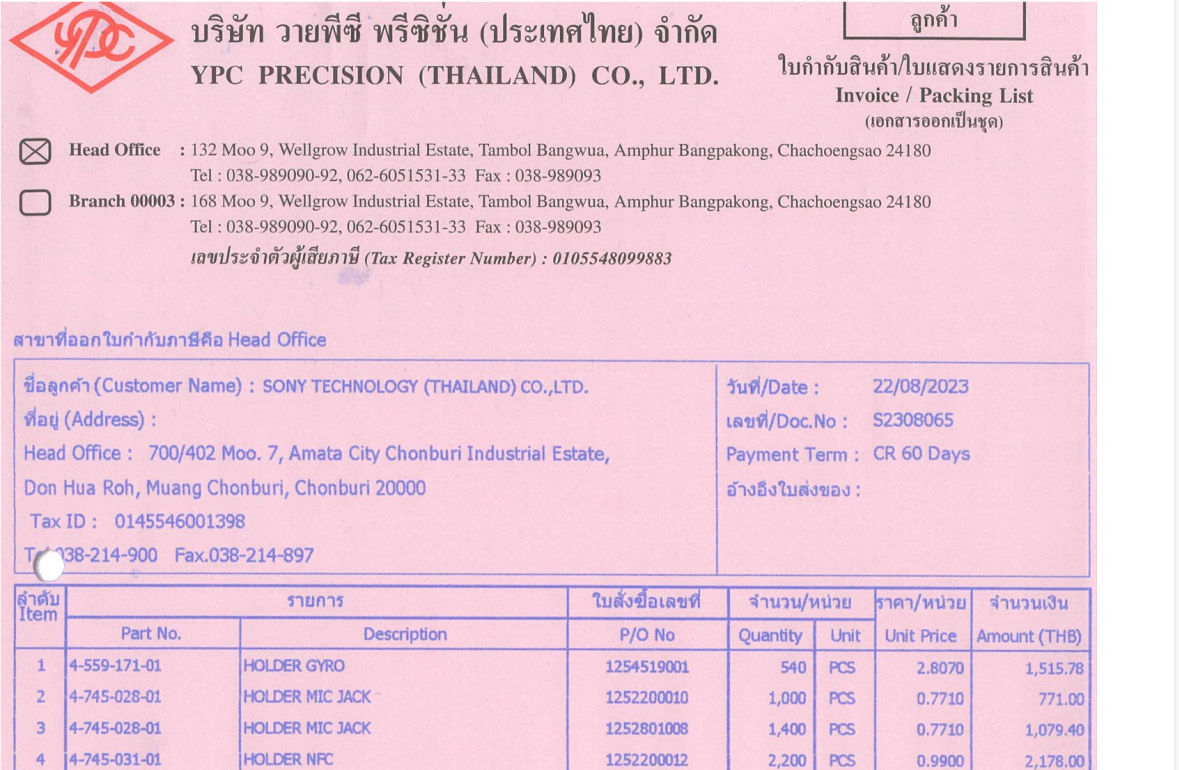 YPC
บริษัท วายพีซี พรีซิชั่น (ประเทศไทย) จำกัด
YPC PRECISION (THAILAND) CO., LTD.
ลูกค้า
ใบกำกับสินค้า/ใบแสดงรายการสินค้า
Invoice / Packing List
(เอกสารออกเป็นชุด)
Head Office : 132 Moo 9, Wellgrow Industrial Estate, Tambol Bangwua, Amphur Bangpakong, Chachoengsao 24180
Tel : 038-989090-92, 062-6051531-33 Fax : 038-989093
Branch 00003 : 168 Moo 9, Wellgrow Industrial Estate, Tambol Bangwua, Amphur Bangpakong, Chachoengsao 24180
Tel : 038-989090-92, 062-6051531-33 Fax : 038-989093
เลขประจำตัวผู้เสียภาษี (Tax Register Number) : 0105548099883
สาขาที่ออกใบกำกับภาษีคือ Head Office
ชื่อลูกค้า (Customer Name) : SONY TECHNOLOGY (THAILAND) CO.,LTD.
ที่อยู่ (Address) :
Head Office : 700/402 Moo. 7, Amata City Chonburi Industrial Estate,
Don Hua Roh, Muang Chonburi, Chonburi 20000
Tax ID : 0145546001398
038-214-900 Fax.038-214-897
วันที่/Date : 22/08/2023
เลขที่/Doc.No : S2308065
Payment Term : CR 60 Days
อ้างอิงใบส่งของ :
ลำดับ รายการ ใบสั่งซื้อเลขที่ จำนวน/หน่วย ราคา/หน่วย จำนวนเงิน
Item Part No. Description P/O No Quantity Unit Unit Price Amount (THB)
1 4-559-171-01 HOLDER GYRO 1254519001 540 PCS 2.8070 1,515.78
2 4-745-028-01 HOLDER MIC JACK 1252200010 1,000 PCS 0.7710 771.00
3 4-745-028-01 HOLDER MIC JACK 1252801008 1,400 PCS 0.7710 1,079.40
4 4-745-031-01 HOLDER NFC 1252200012 2,200 PCS 0.9900 2,178.00